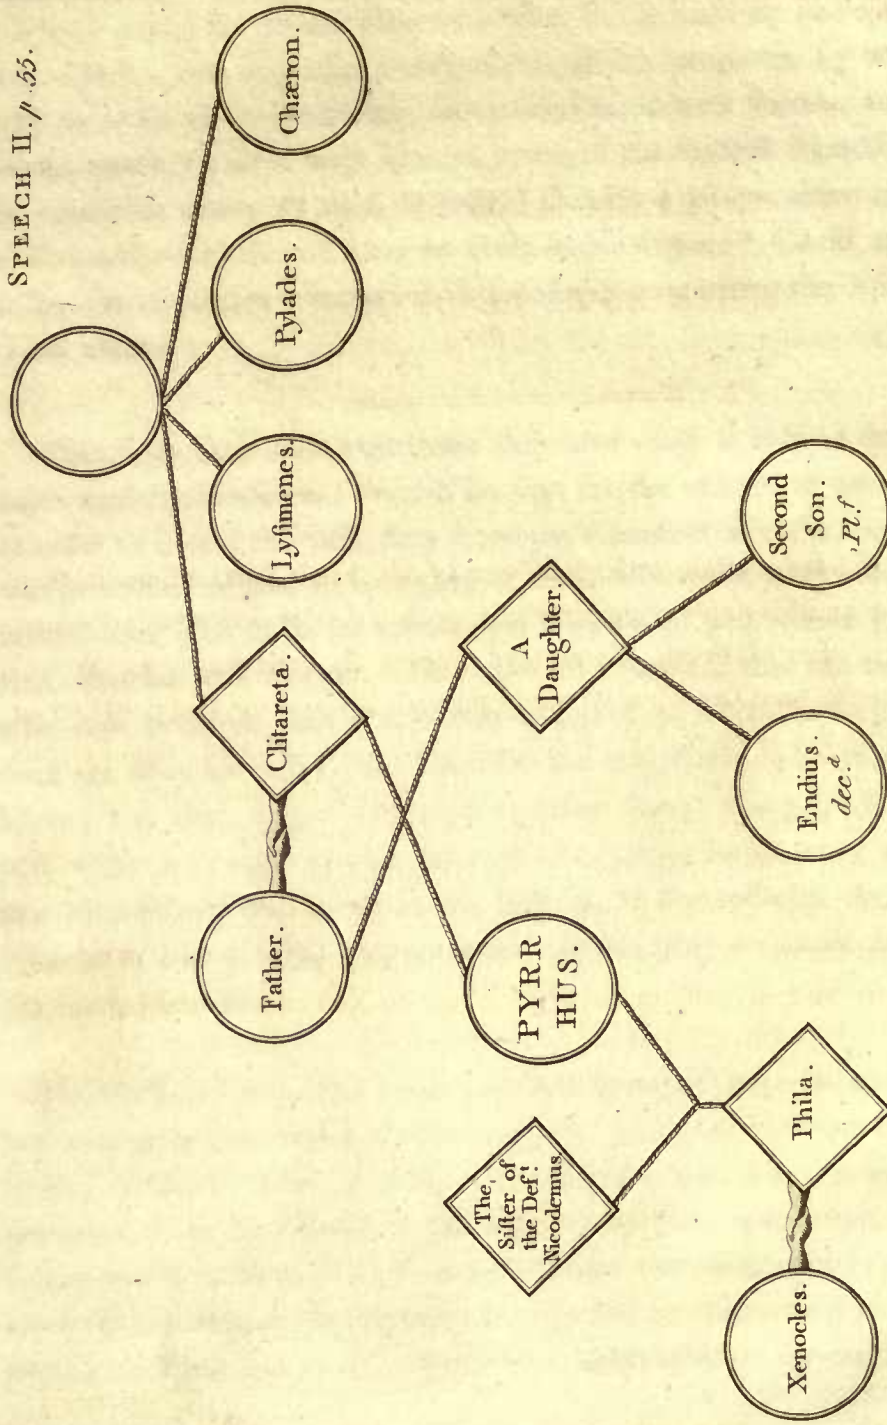 SPEECH II. p. 55.
Father.
Clitareta.
Lyſimenes.
Pylades.
Chæron.
The
Siſter of
the Def.t
Nicodemus
PYRR
HUS.
A
Daughter.
Xenocles.
Phila.
Endius.
dec.d
Second
Son.
Pl.f